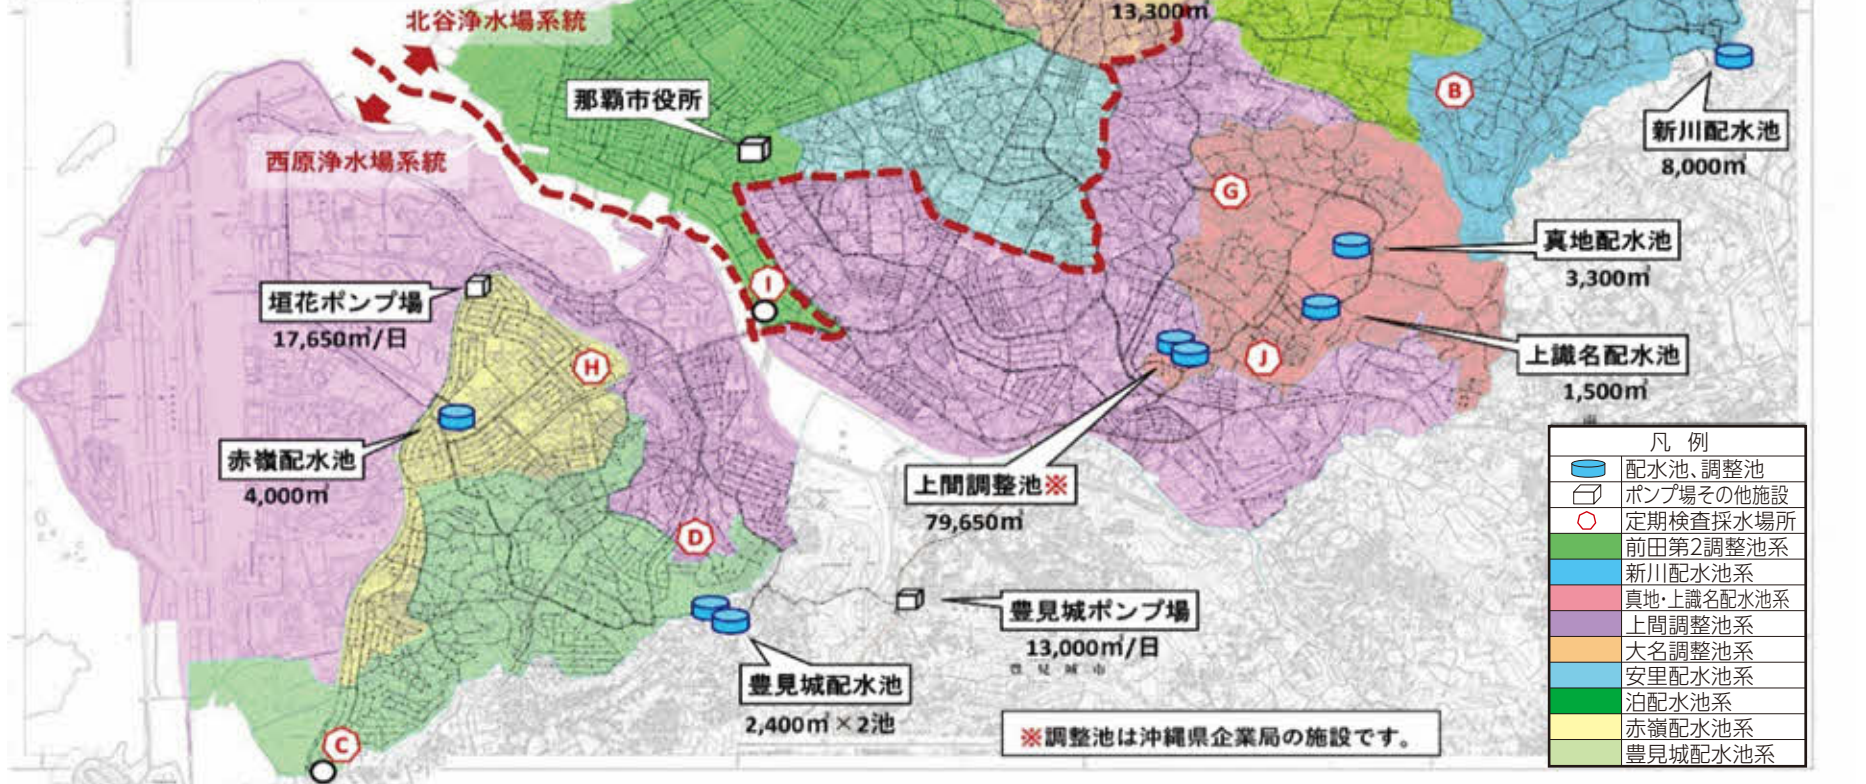 13,300㎥
北谷浄水場系統
那覇市役所
B
新川配水池
8,000㎥
西原浄水場系統
G
真地配水池
3,300㎥
I
垣花ポンプ場
17,650㎥/日
上識名配水池
1,500㎥
H
J
赤嶺配水池
4,000㎥
上間調整池※
79,650㎥
D
豊見城ポンプ場
13,000㎥/日
豊見城市
豊見城配水池
2,400㎥×2池
C
※調整池は沖縄県企業局の施設です。
凡 例
配水池、調整池
ポンプ場その他施設
定期検査採水場所
前田第2調整池系
新川配水池系
真地・上識名配水池系
上間調整池系
大名調整池系
安里配水池系
泊配水池系
赤嶺配水池系
豊見城配水池系